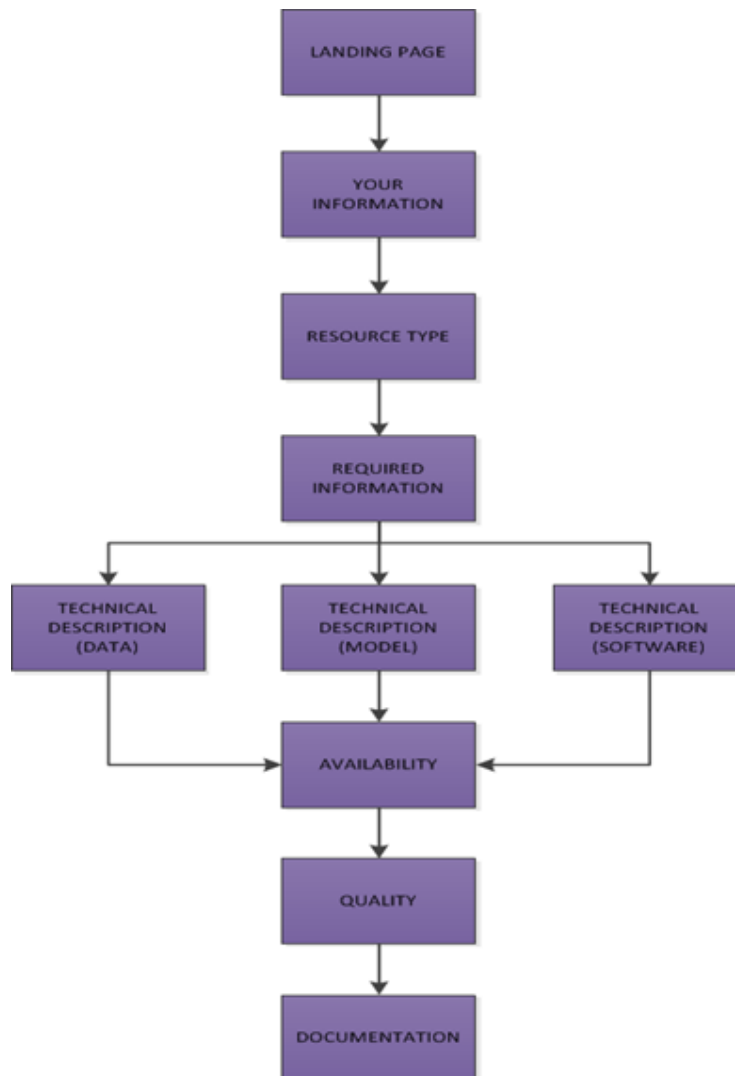 LANDING PAGE
YOUR
INFORMATION
RESOURCE TYPE
REQUIRED
INFORMATION
TECHNICAL
DESCRIPTION
(DATA)
TECHNICAL
DESCRIPTION
(MODEL)
TECHNICAL
DESCRIPTION
(SOFTWARE)
AVAILABILITY
QUALITY
DOCUMENTATION